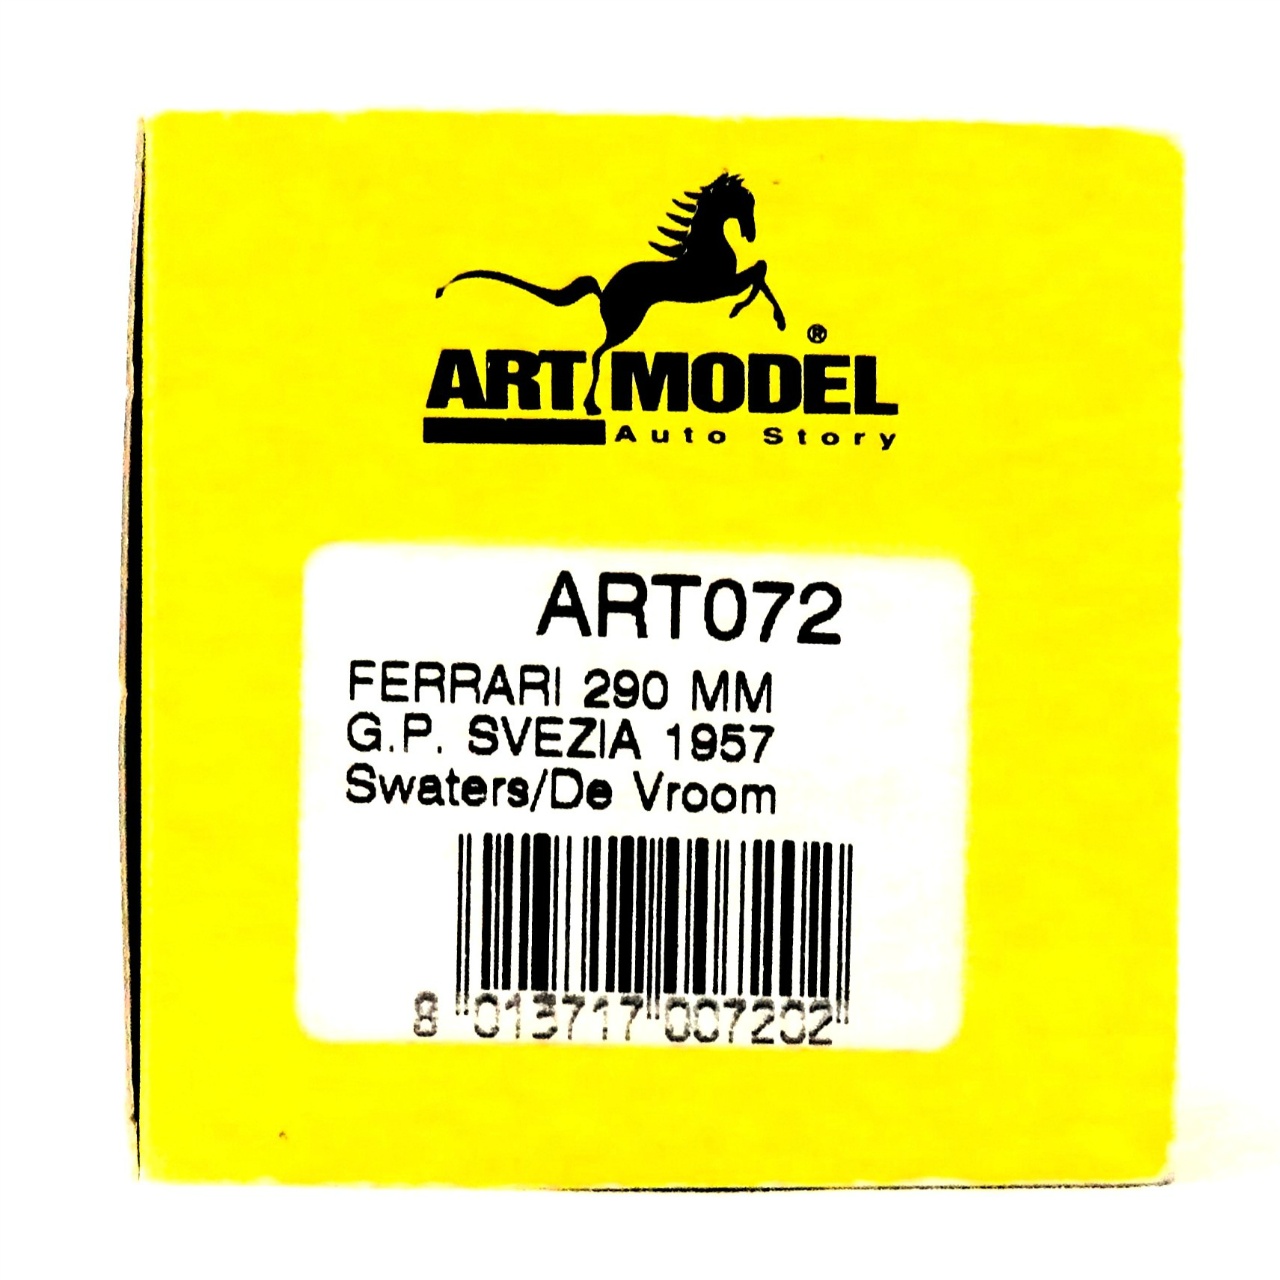 ®
ART MODEL
Auto Story
ART072
FERRARI 290 MM
G.P. SVEZIA 1957
Swaters/De Vroom
8 013717 007202